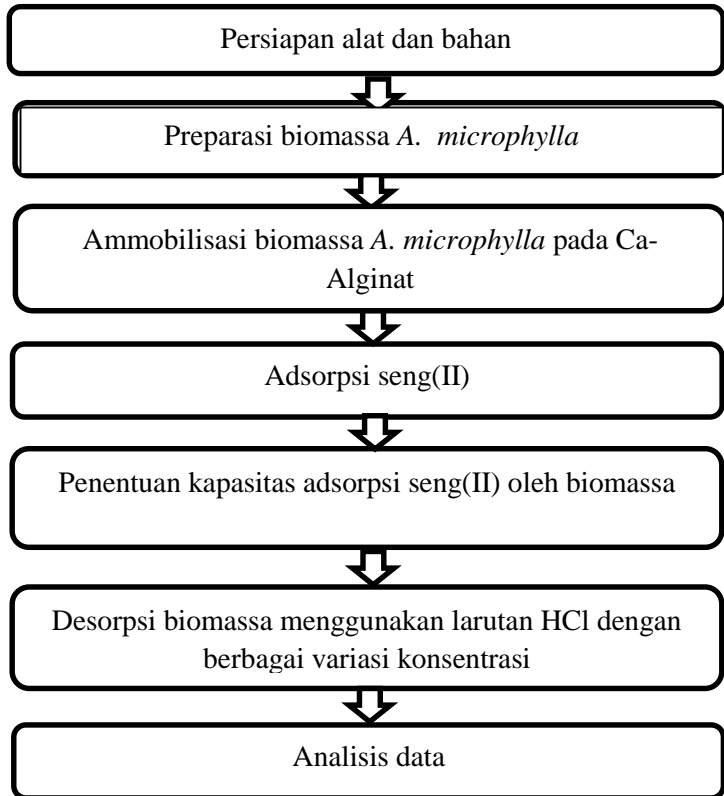 Persiapan alat dan bahan
Preparasi biomassa A. microphylla
Ammobilisasi biomassa A. microphylla pada Ca-
Alginat
Adsorpsi seng(II)
Penentuan kapasitas adsorpsi seng(II) oleh biomassa
Desorpsi biomassa menggunakan larutan HCl dengan
berbagai variasi konsentrasi
Analisis data